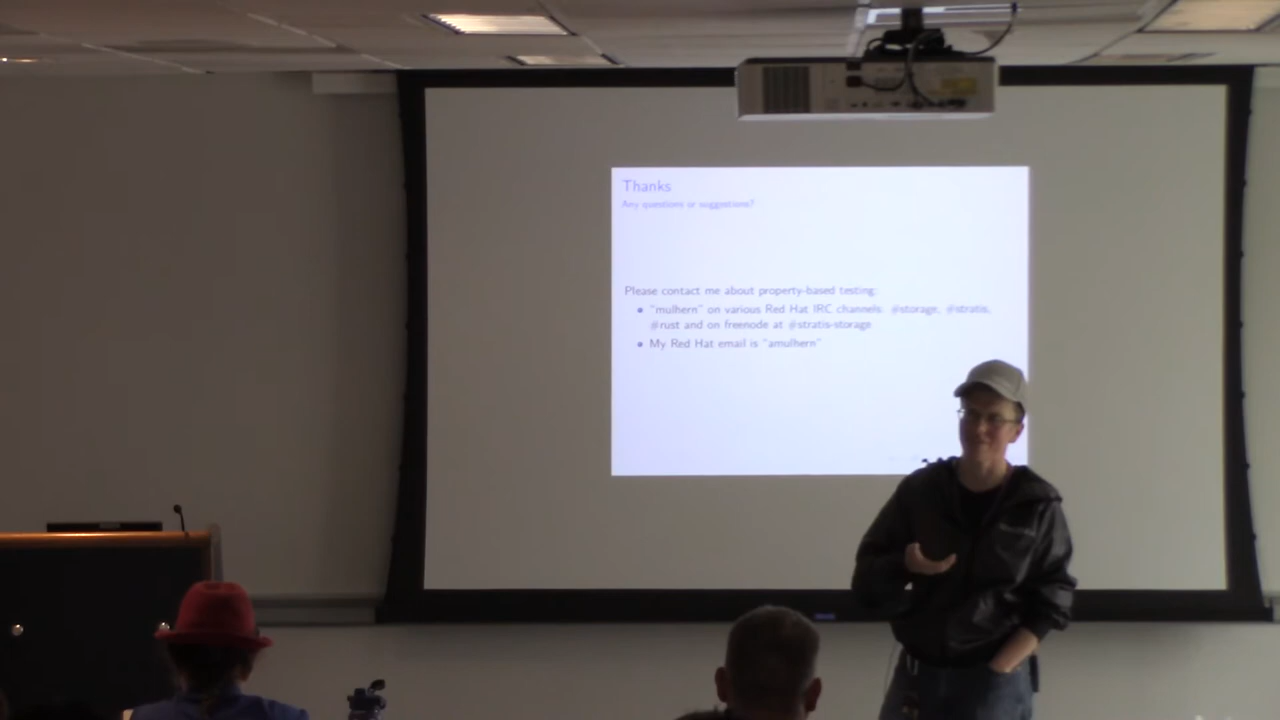 Thanks
Any questions or suggestions?
Please contact me about property-based testing:
• "mulhern" on various Red Hat IRC channels: #storage, #stratis,
#rust and on freenode at #stratis-storage
• My Red Hat email is "amulhern"